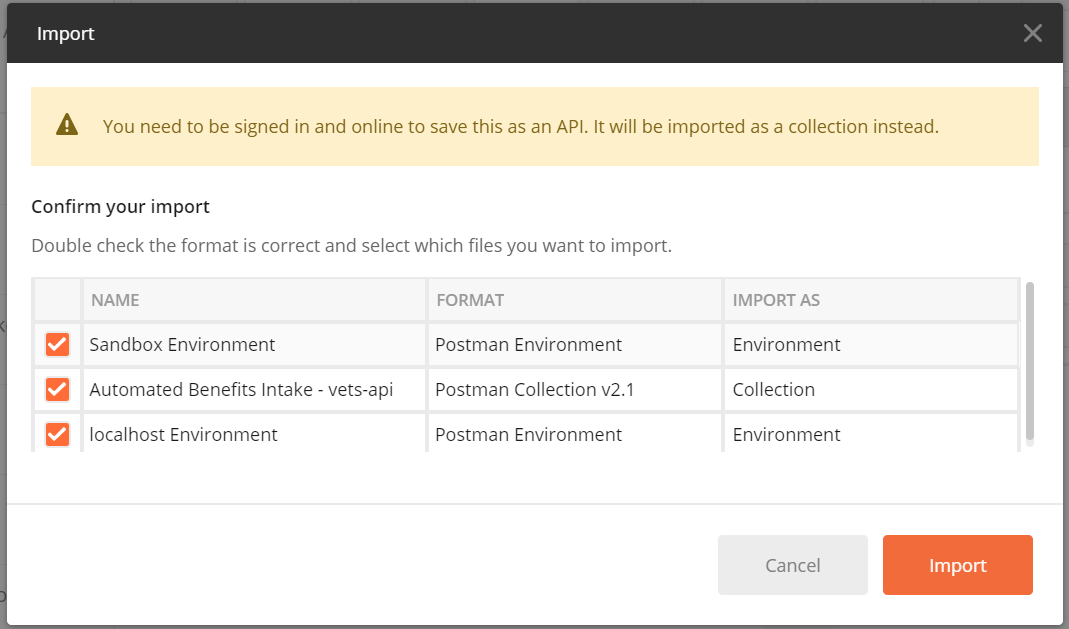 Import
You need to be signed in and online to save this as an API. It will be imported as a collection instead.
Confirm your import
Double check the format is correct and select which files you want to import.
NAME FORMAT IMPORT AS
Sandbox Environment Postman Environment Environment
Automated Benefits Intake - vets-api Postman Collection v2.1 Collection
localhost Environment Postman Environment Environment
Cancel Import